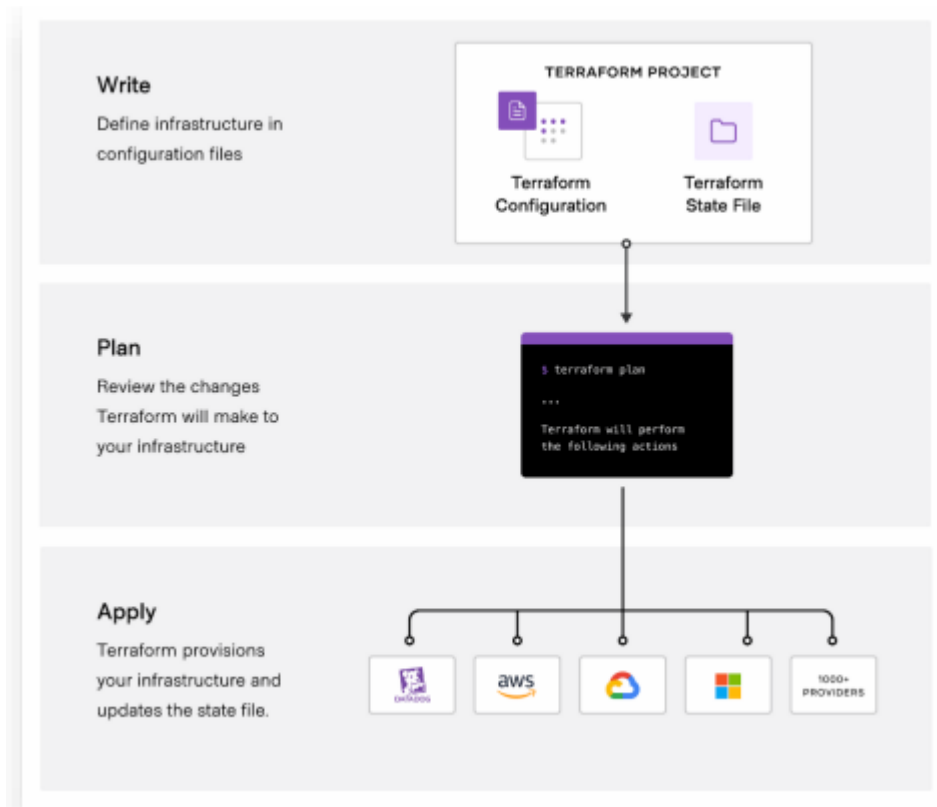 Write
Define infrastructure in
configuration files
TERRAFORM PROJECT
Terraform
Configuration
Terraform
State File
Plan
Review the changes
Terraform will make to
your infrastructure
$ terraform plan
...
Terraform will perform
the following actions
Apply
Terraform provisions
your infrastructure and
updates the state file.
DATADOG
aws
1000+
PROVIDERS